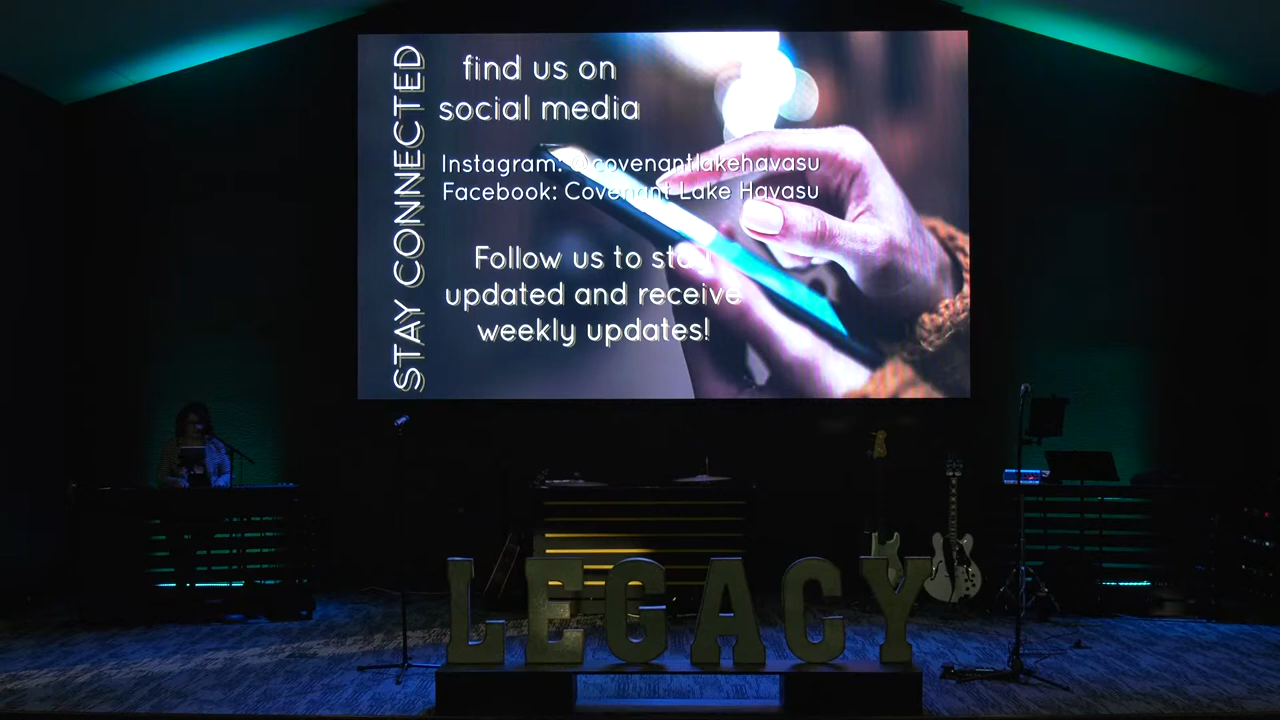 STAY CONNECTED
find us on
social media
Instagram: @covenantlakehavasu
Facebook: Covenant Lake Havasu
Follow us to stay
updated and receive
weekly updates!
LEGACY